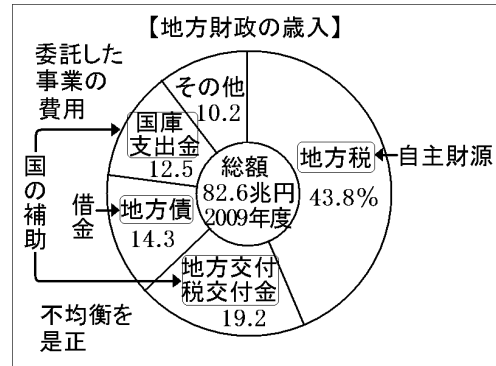 【地方財政の歳入】
委託した
事業の
費用
その他
10.2
国庫
支出金
12.5
総額
82.6兆円
2009年度
地方税
43.8%
自主財源
国の補助
借金
地方債
14.3
地方交付
税交付金
19.2
不均衡を
是正